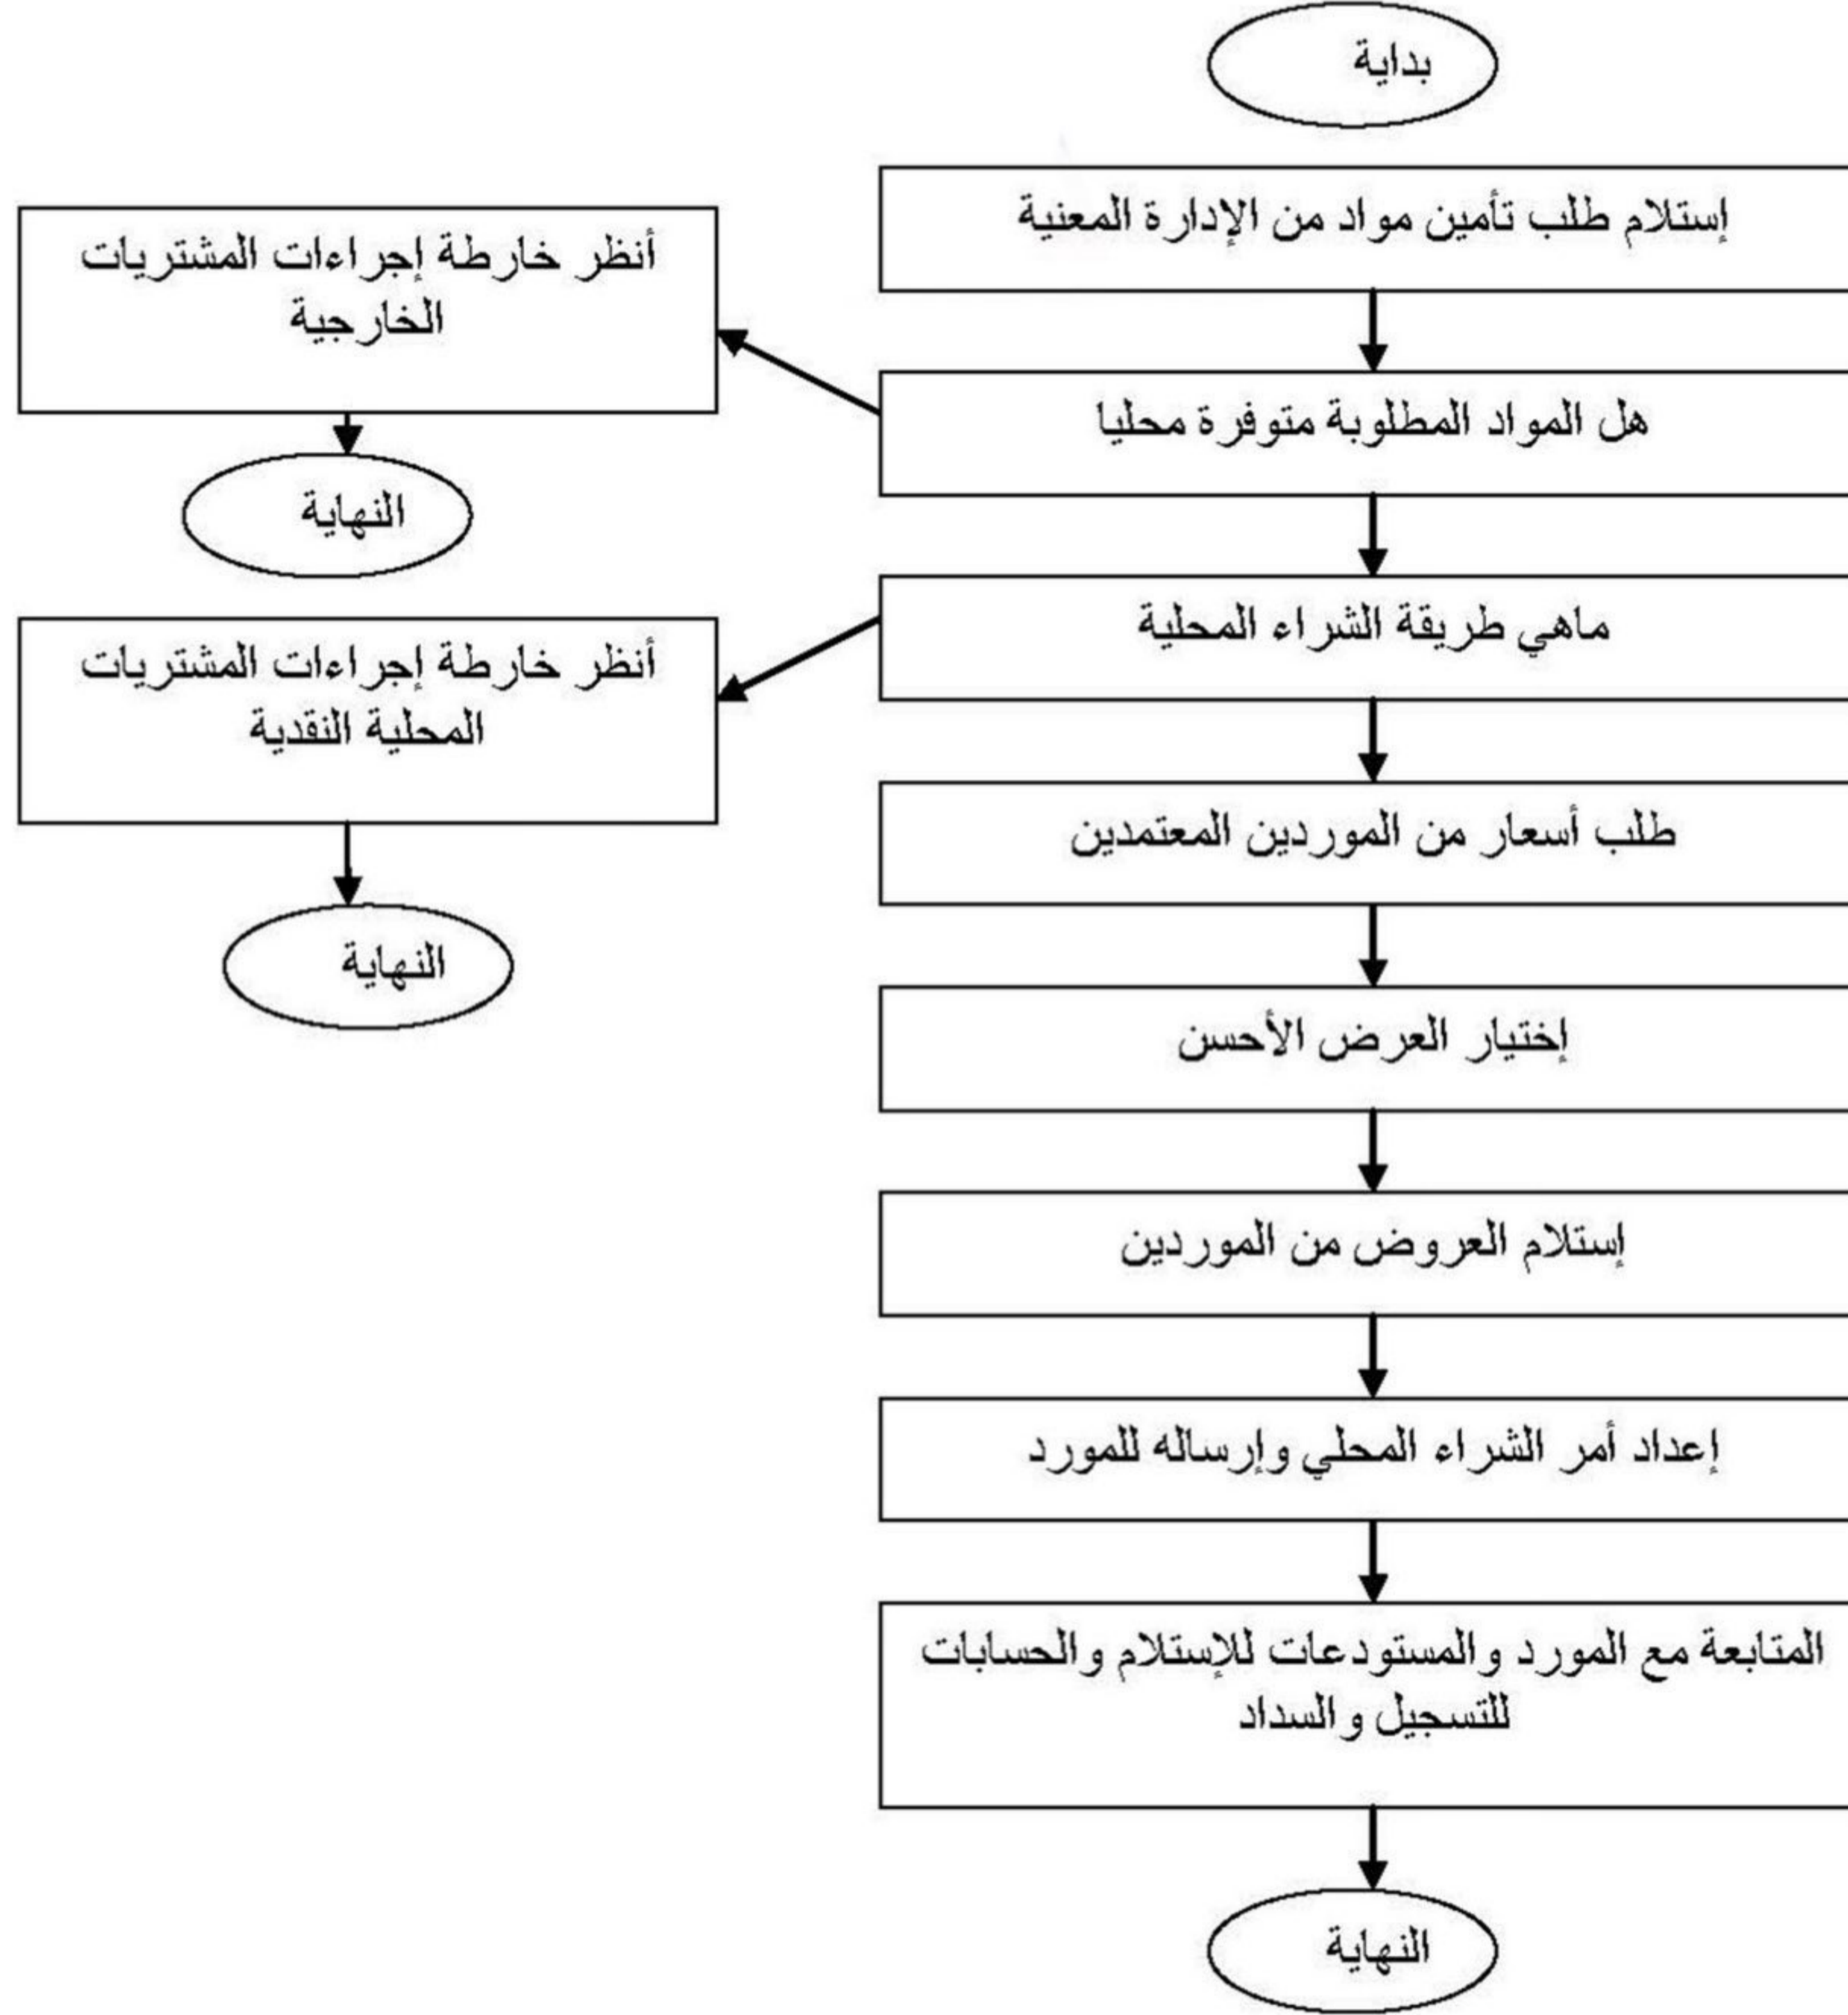 بداية
إستلام طلب تأمين مواد من الإدارة المعنية
أنظر خارطة إجراءات المشتريات
الخارجية
هل المواد المطلوبة متوفرة محليا
النهاية
ماهي طريقة الشراء المحلية
أنظر خارطة إجراءات المشتريات
المحلية النقدية
طلب أسعار من الموردين المعتمدين
النهاية
إختيار العرض الأحسن
إستلام العروض من الموردين
إعداد أمر الشراء المحلي وإرساله للمورد
المتابعة مع المورد والمستودعات للإستلام والحسابات
للتسجيل والسداد
النهاية